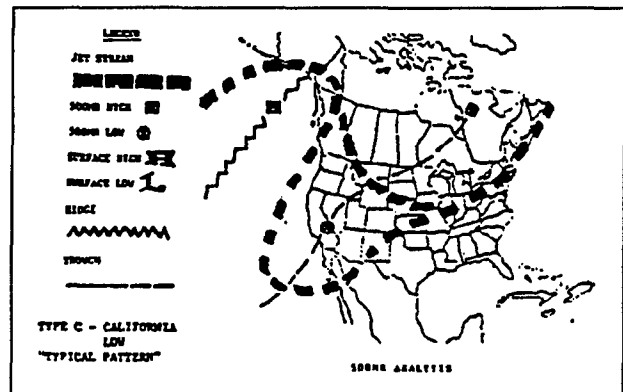 LEGEND
JET STREAM
500MB HIGH
500MB LOW
SURFACE HIGH
SURFACE LOW
RIDGE
TROUGH
TYPE C - CALIFORNIA
LOW
"TYPICAL PATTERN"
500MB ANALYSIS